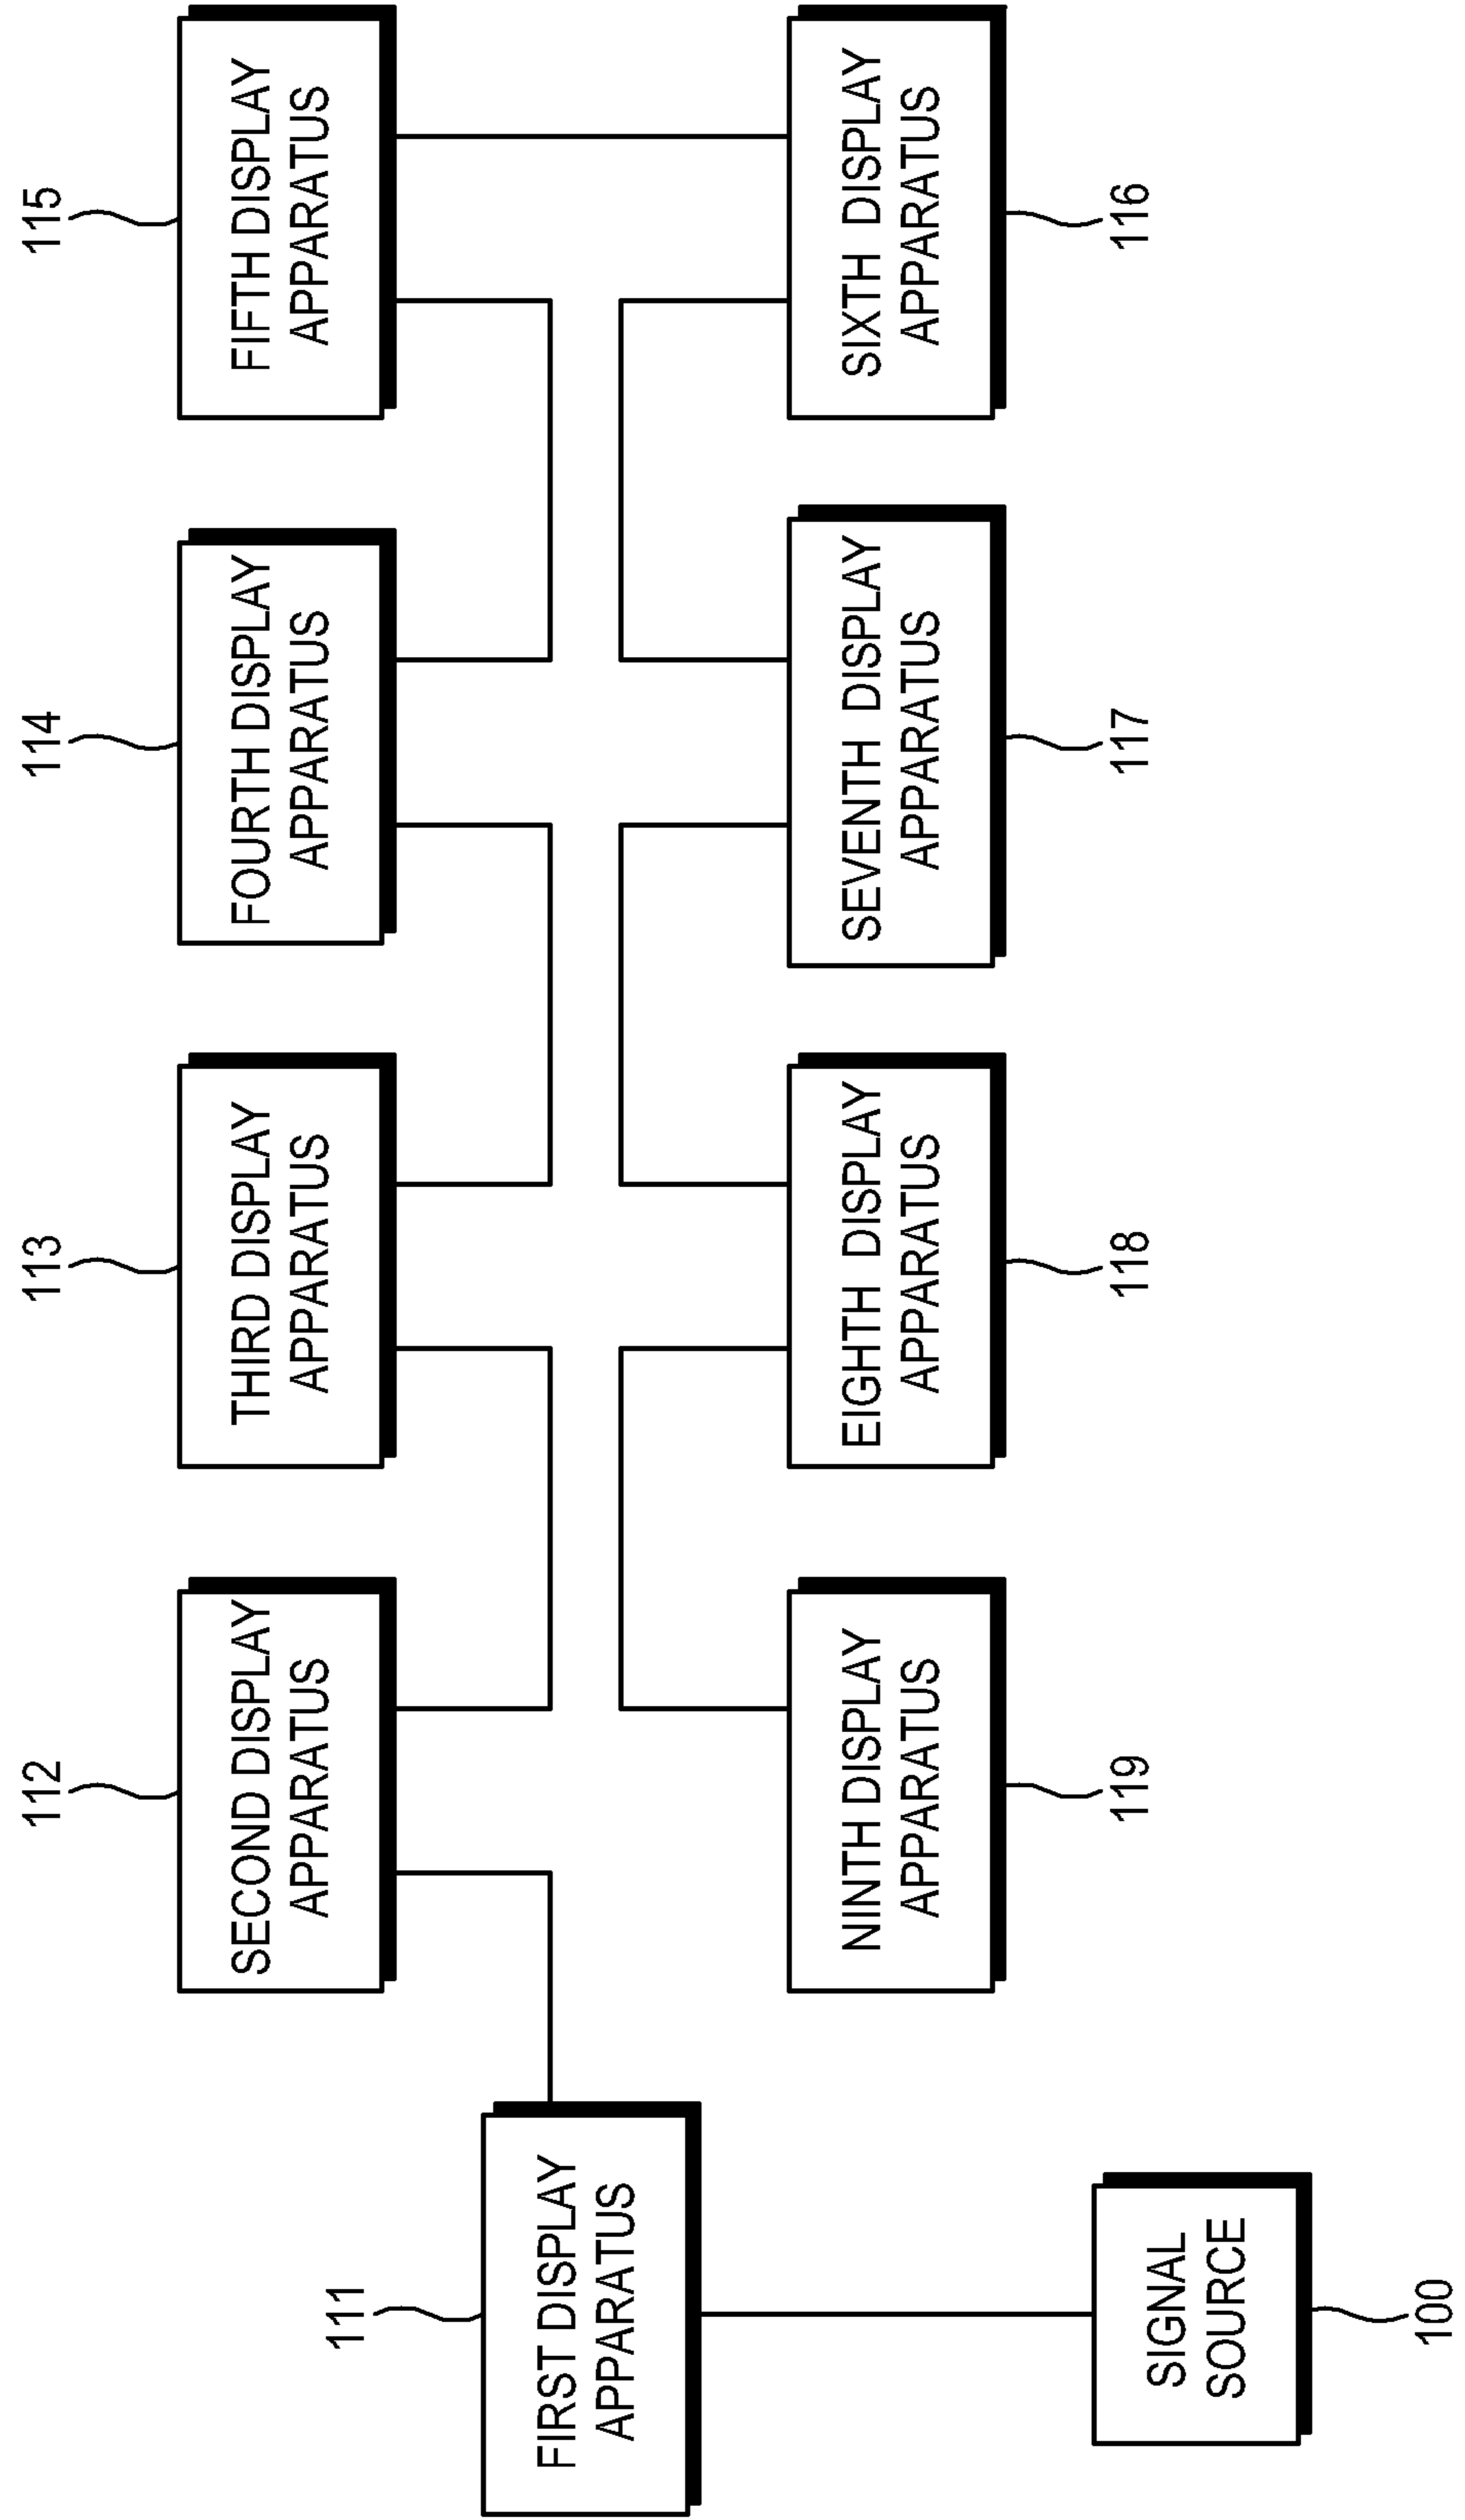 112
113
114
115
SECOND DISPLAY
APPARATUS
THIRD DISPLAY
APPARATUS
FOURTH DISPLAY
APPARATUS
FIFTH DISPLAY
APPARATUS
111
FIRST DISPLAY
APPARATUS
NINTH DISPLAY
APPARATUS
EIGHTH DISPLAY
APPARATUS
SEVENTH DISPLAY
APPARATUS
SIXTH DISPLAY
APPARATUS
119
118
117
116
SIGNAL
SOURCE
100